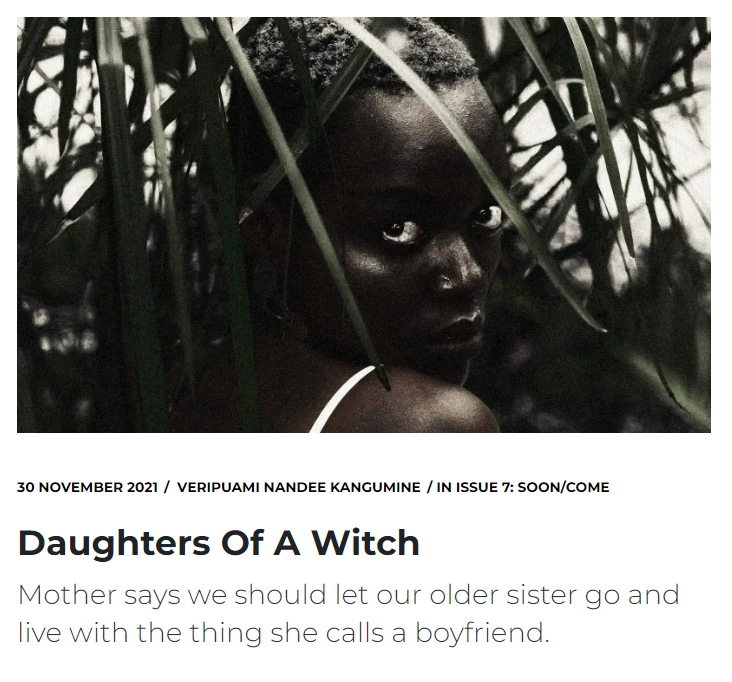 30 NOVEMBER 2021 / VERIPUAMI NANDEE KANGUMINE / IN ISSUE 7: SOON/COME
Daughters Of A Witch
Mother says we should let our older sister go and
live with the thing she calls a boyfriend.